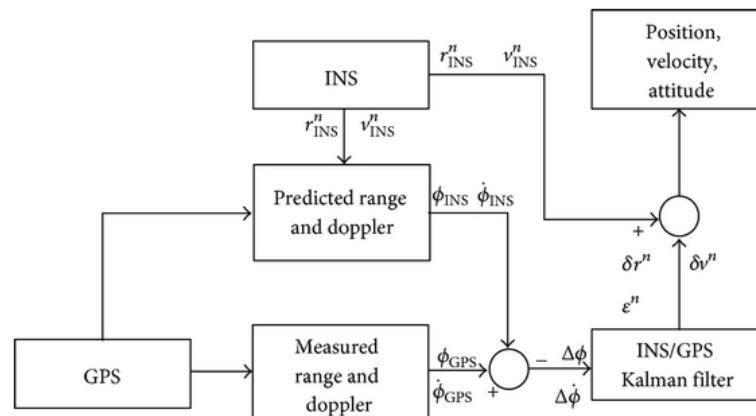 Position,
velocity,
attitude
INS
r^n_INS v^n_INS
r^n_INS v^n_INS
Predicted range
and doppler
ϕ_INS ϕ̇_INS
+
δr^n δv^n
ε^n
GPS
Measured
range and
doppler
ϕ_GPS
ϕ̇_GPS
+
− Δϕ
Δϕ̇
INS/GPS
Kalman filter